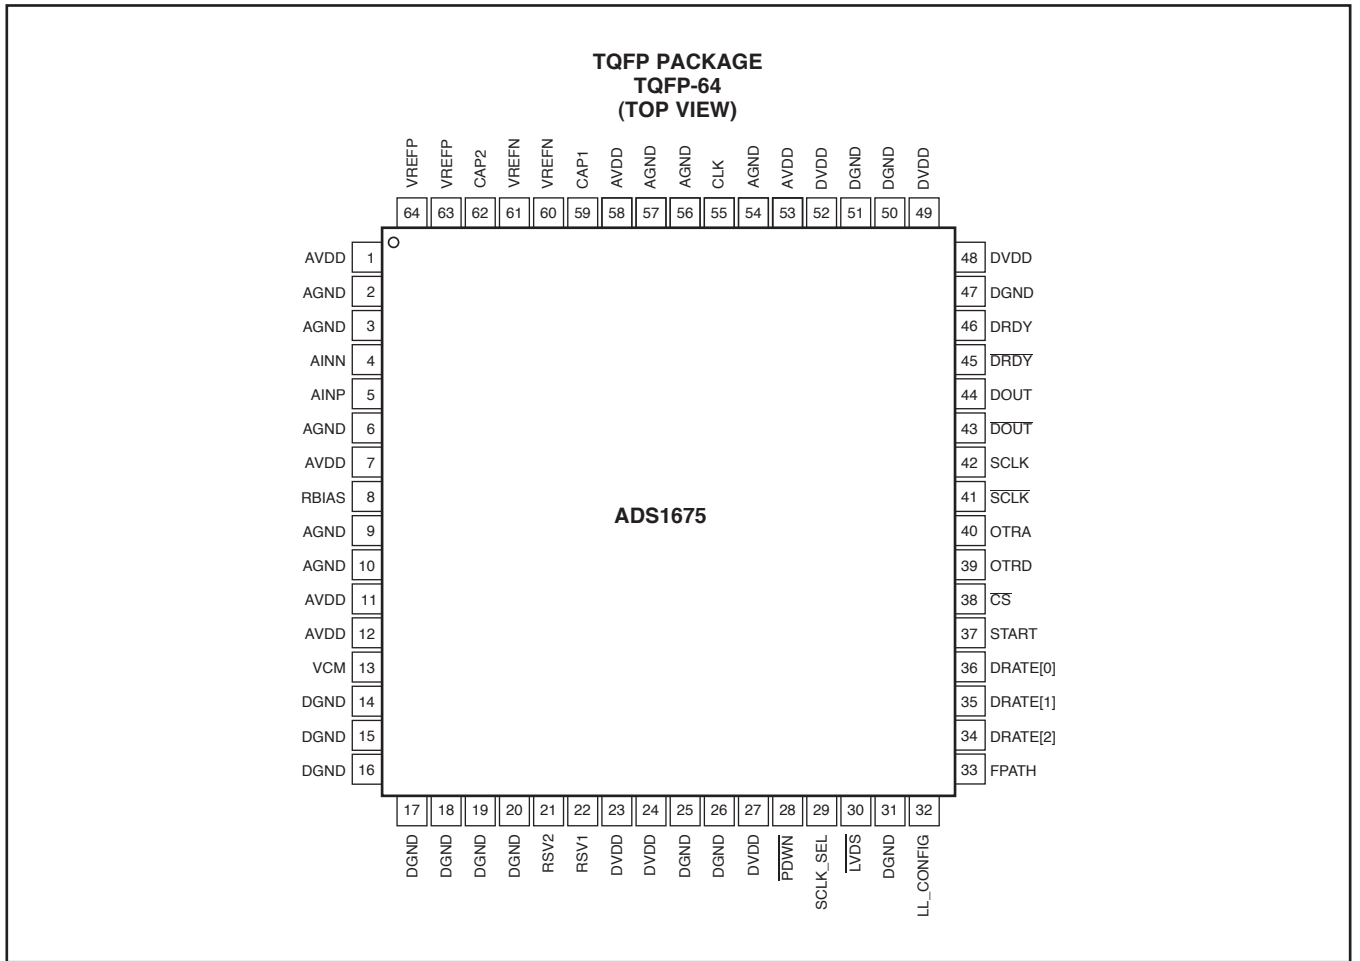 TQFP PACKAGE
TQFP-64
(TOP VIEW)
VREFP
VREFP
CAP2
VREFN
VREFN
CAP1
AVDD
AGND
AGND
CLK
AGND
AVDD
DVDD
DGND
DGND
DVDD
64 63 62 61 60 59 58 57 56 55 54 53 52 51 50 49
AVDD 1
AGND 2
AGND 3
AINN 4
AINP 5
AGND 6
AVDD 7
RBIAS 8
AGND 9
AGND 10
AVDD 11
AVDD 12
VCM 13
DGND 14
DGND 15
DGND 16
ADS1675
48 DVDD
47 DGND
46 DRDY
45 D̅R̅D̅Y̅
44 DOUT
43 D̅O̅U̅T̅
42 SCLK
41 S̅C̅L̅K̅
40 OTRA
39 OTRD
38 C̅S̅
37 START
36 DRATE[0]
35 DRATE[1]
34 DRATE[2]
33 FPATH
17 18 19 20 21 22 23 24 25 26 27 28 29 30 31 32
DGND
DGND
DGND
DGND
RSV2
RSV1
DVDD
DVDD
DGND
DGND
DVDD
P̅D̅W̅N̅
SCLK_SEL
L̅V̅D̅S̅
DGND
LL_CONFIG